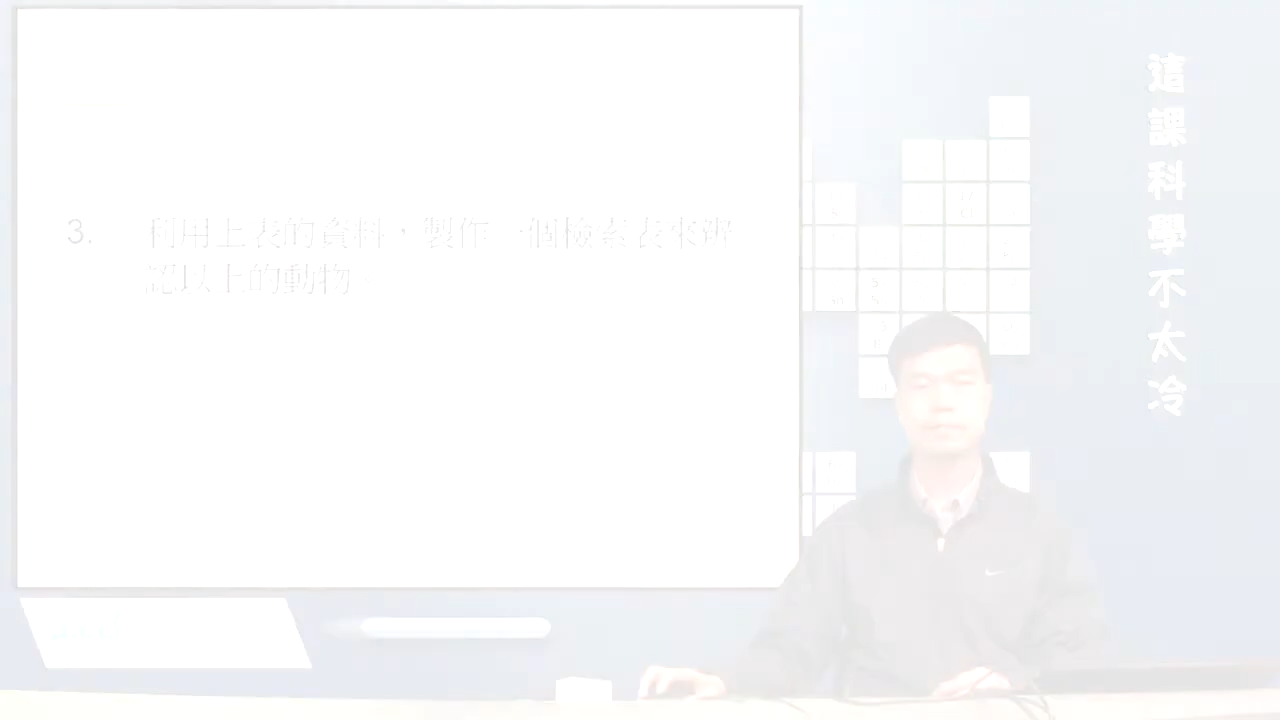 3. 利用上表的資料，製作一個檢索表來辨
認以上的動物。
這課科學不太冷